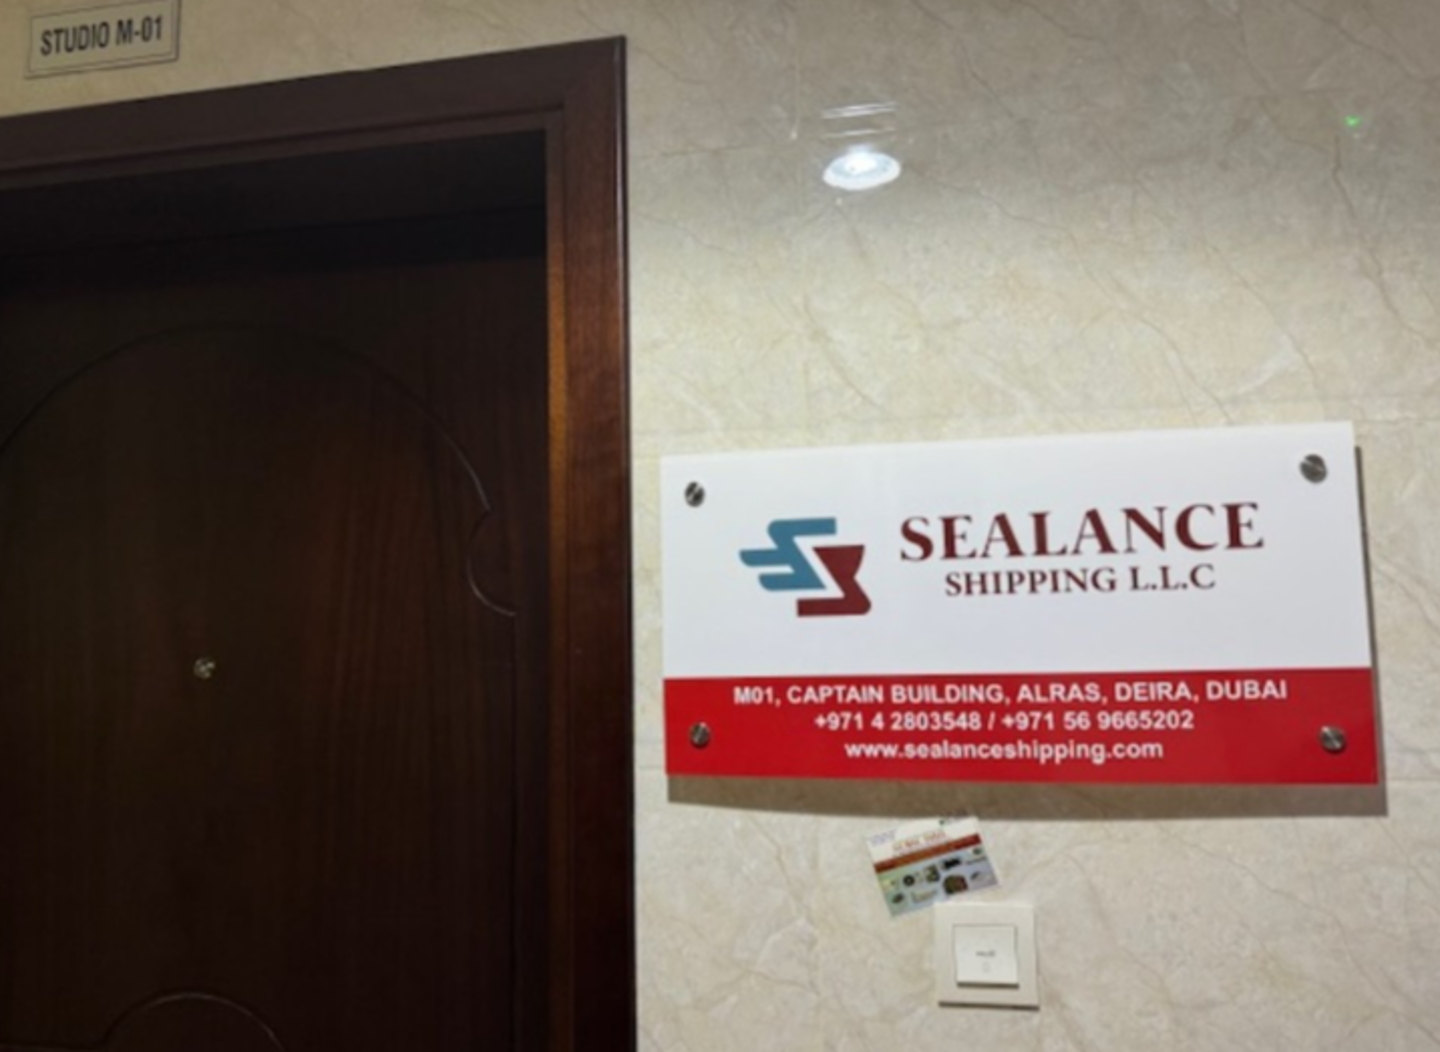 STUDIO M-01
SEALANCE
SHIPPING L.L.C
M01, CAPTAIN BUILDING, ALRAS, DEIRA, DUBAI
+971 4 2803548 / +971 56 9665202
www.sealanceshipping.com